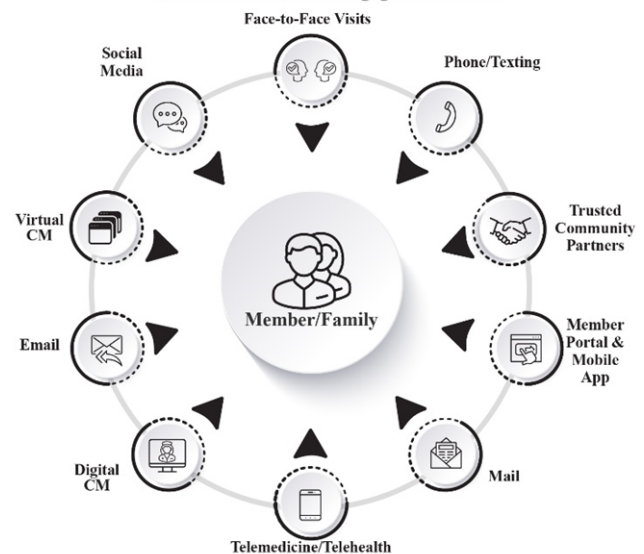 Face-to-Face Visits
Social
Media
Phone/Texting
Virtual
CM
Trusted
Community
Partners
Member/Family
Email
Member
Portal &
Mobile
App
Digital
CM
Mail
Telemedicine/Telehealth